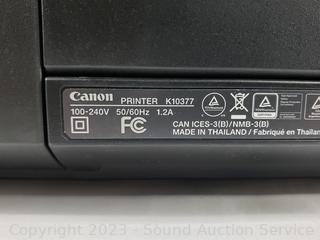 Canon PRINTER K10377
100-240V 50/60Hz 1.2A
FC
CAN ICES-3(B)/NMB-3(B)
MADE IN THAILAND / Fabriqué en Thaïlan
Copyright 2023 - Sound Auction Service